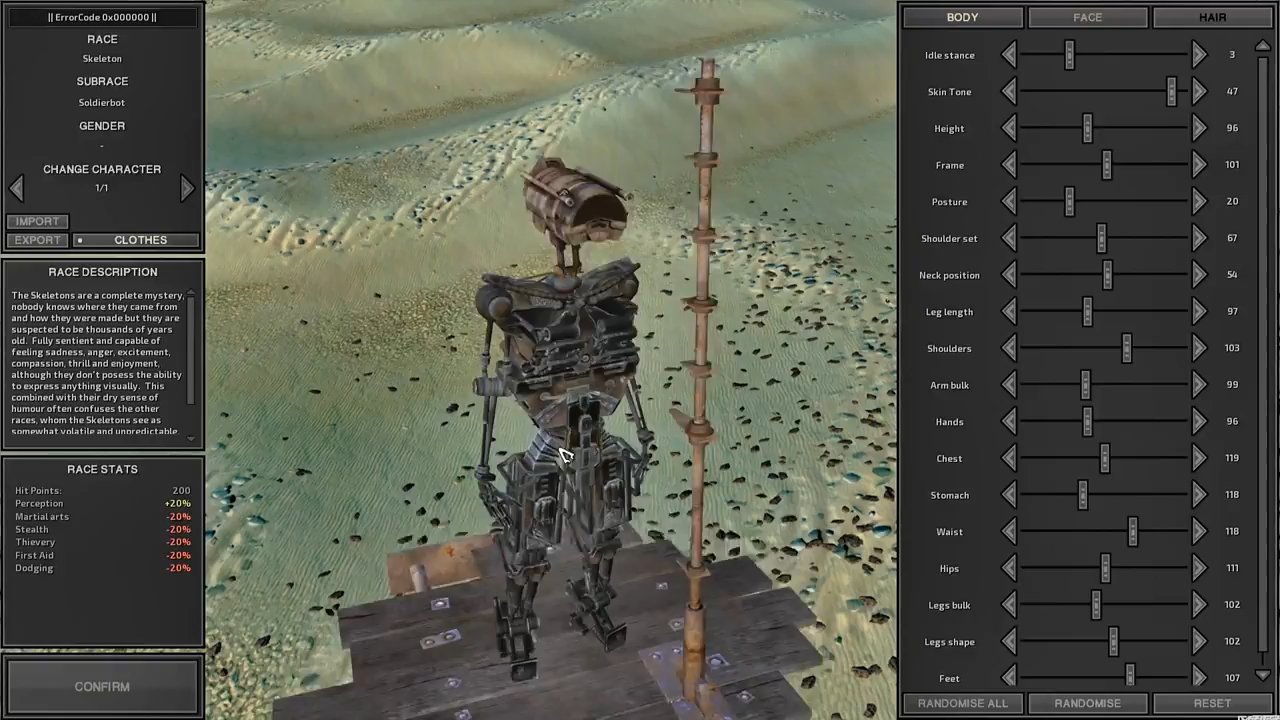 || ErrorCode 0x000000 ||
RACE
Skeleton
SUBRACE
Soldierbot
GENDER
-
CHANGE CHARACTER
1/1
IMPORT
EXPORT
CLOTHES
RACE DESCRIPTION
The Skeletons are a complete mystery,
nobody knows where they came from
and how they were made but they are
suspected to be thousands of years
old. Fully sentient and capable of
feeling sadness, anger, excitement,
compassion, thrill and enjoyment,
although they don't posess the ability
to express anything visually. This
combined with their dry sense of
humour often confuses the other
races, whom the Skeletons see as
somewhat volatile and unpredictable.
RACE STATS
Hit Points: 200
Perception +20%
Martial arts -20%
Stealth -20%
Thievery -20%
First Aid -20%
Dodging -20%
CONFIRM
BODY FACE HAIR
Idle stance 3
Skin Tone 47
Height 96
Frame 101
Posture 20
Shoulder set 67
Neck position 54
Leg length 97
Shoulders 103
Arm bulk 99
Hands 96
Chest 119
Stomach 118
Waist 118
Hips 111
Legs bulk 102
Legs shape 102
Feet 107
RANDOMISE ALL RANDOMISE RESET